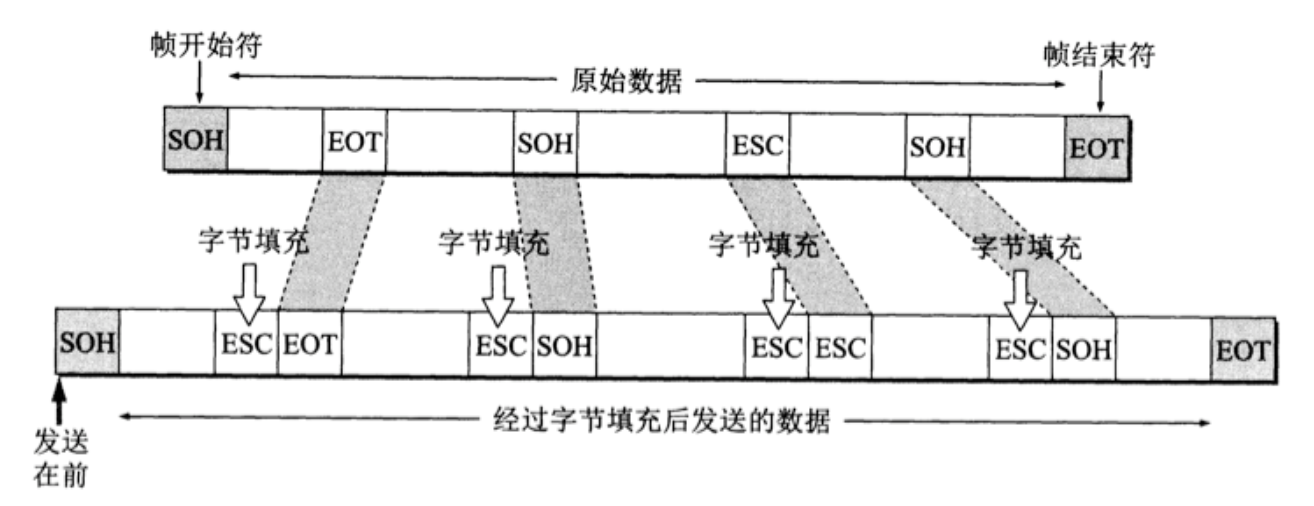 帧开始符
帧结束符
原始数据
SOH EOT SOH ESC SOH EOT
字节填充 字节填充 字节填充 字节填充
SOH ESC EOT ESC SOH ESC ESC ESC SOH EOT
经过字节填充后发送的数据
发送
在前